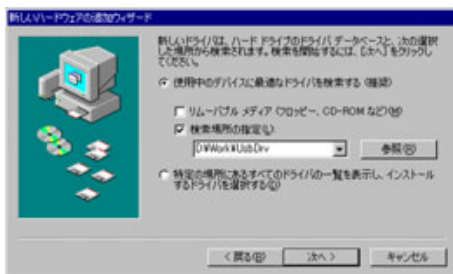 新しいハードウェアの追加ウィザード
新しいドライバは、ハード ドライブのドライバ データベースと、次の選択
した場所から検索されます。検索を開始するには、[次へ] をクリックし
てください。
使用中のデバイスに最適なドライバを検索する (推奨)
リムーバブル メディア (フロッピー、CD-ROM など)(M)
検索場所の指定(L)
D:¥Work¥UsbDrv
参照(R)
特定の場所にあるすべてのドライバの一覧を表示し、インストール
するドライバを選択する(D)
< 戻る(B)
次へ >
キャンセル